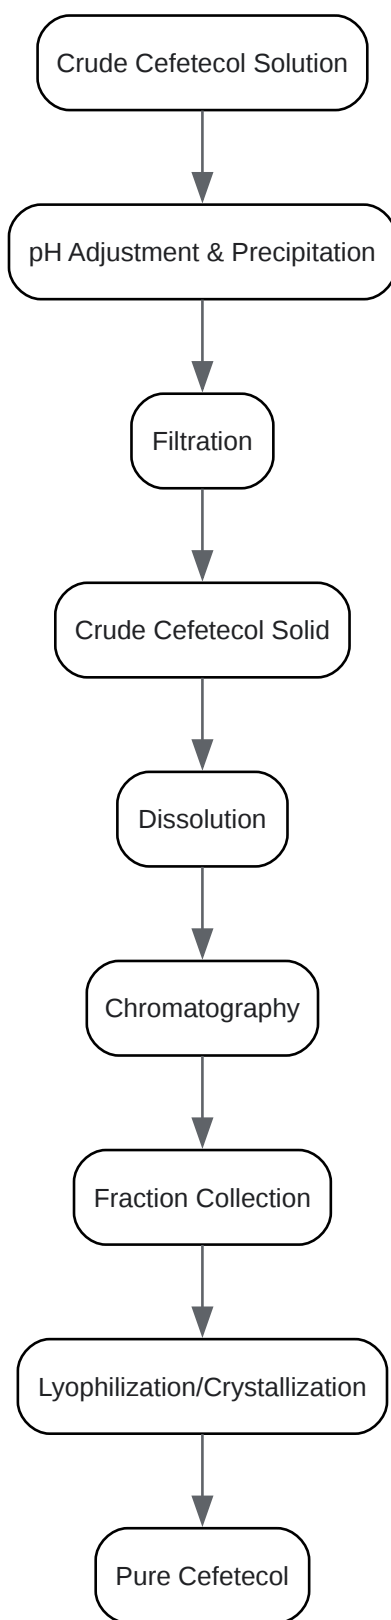 Crude Cefetecol Solution
pH Adjustment & Precipitation
Filtration
Crude Cefetecol Solid
Dissolution
Chromatography
Fraction Collection
Lyophilization/Crystallization
Pure Cefetecol